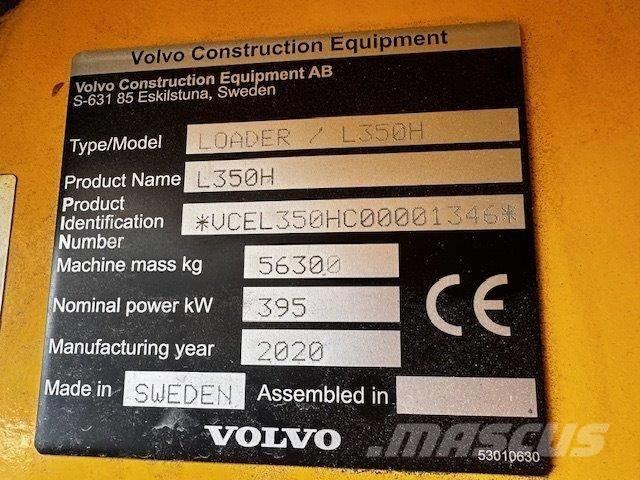 Volvo Construction Equipment
Volvo Construction Equipment AB
S-631 85 Eskilstuna, Sweden
Type/Model LOADER / L350H
Product Name L350H
Product
Identification *VCEL350HC00001346*
Number
Machine mass kg 56300
Nominal power kW 395
Manufacturing year 2020
Made in SWEDEN Assembled in
VOLVO
53010630
mascus